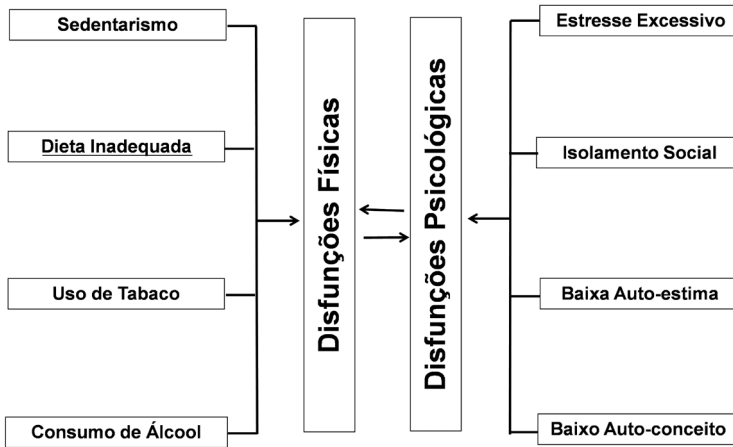 Sedentarismo
Dieta Inadequada
Uso de Tabaco
Consumo de Álcool
Disfunções Físicas
Disfunções Psicológicas
Estresse Excessivo
Isolamento Social
Baixa Auto-estima
Baixo Auto-conceito